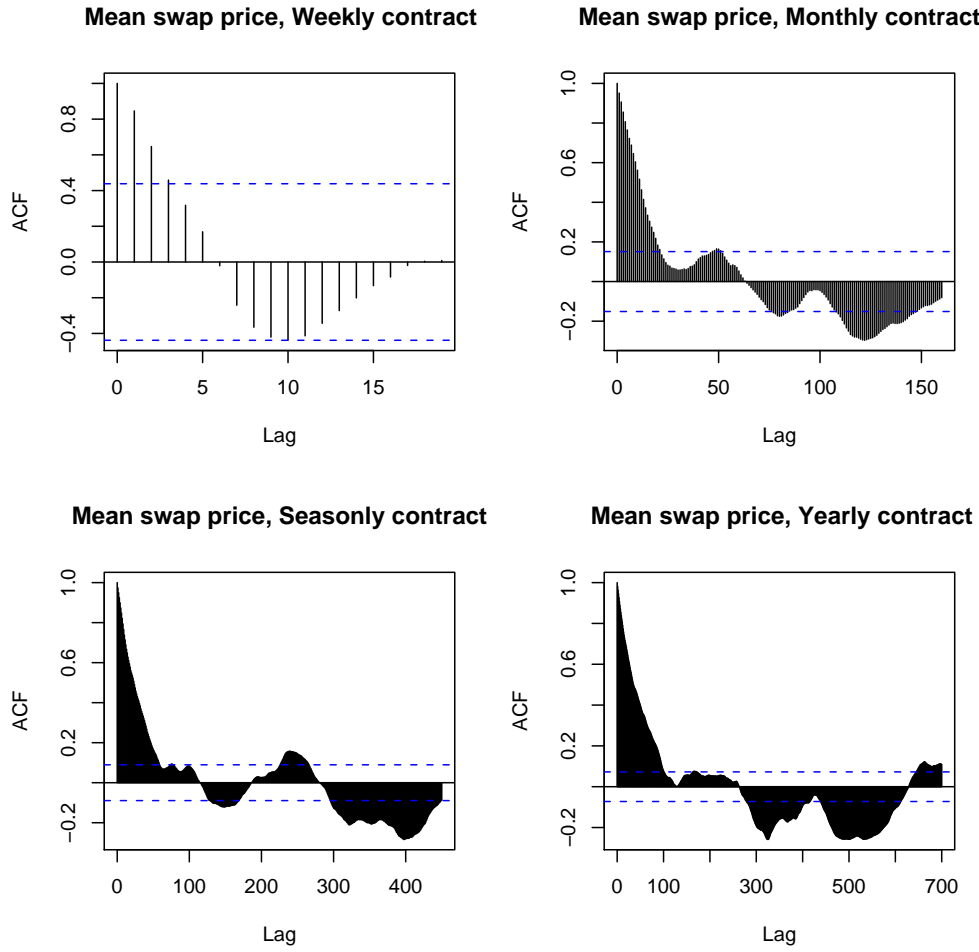 Mean swap price, Weekly contract
ACF
0.8
0.4
0.0
−0.4
0 5 10 15
Lag
Mean swap price, Monthly contract
ACF
1.0
0.6
0.2
−0.2
0 50 100 150
Lag
Mean swap price, Seasonly contract
ACF
1.0
0.6
0.2
−0.2
0 100 200 300 400
Lag
Mean swap price, Yearly contract
ACF
1.0
0.6
0.2
−0.2
0 100 300 500 700
Lag